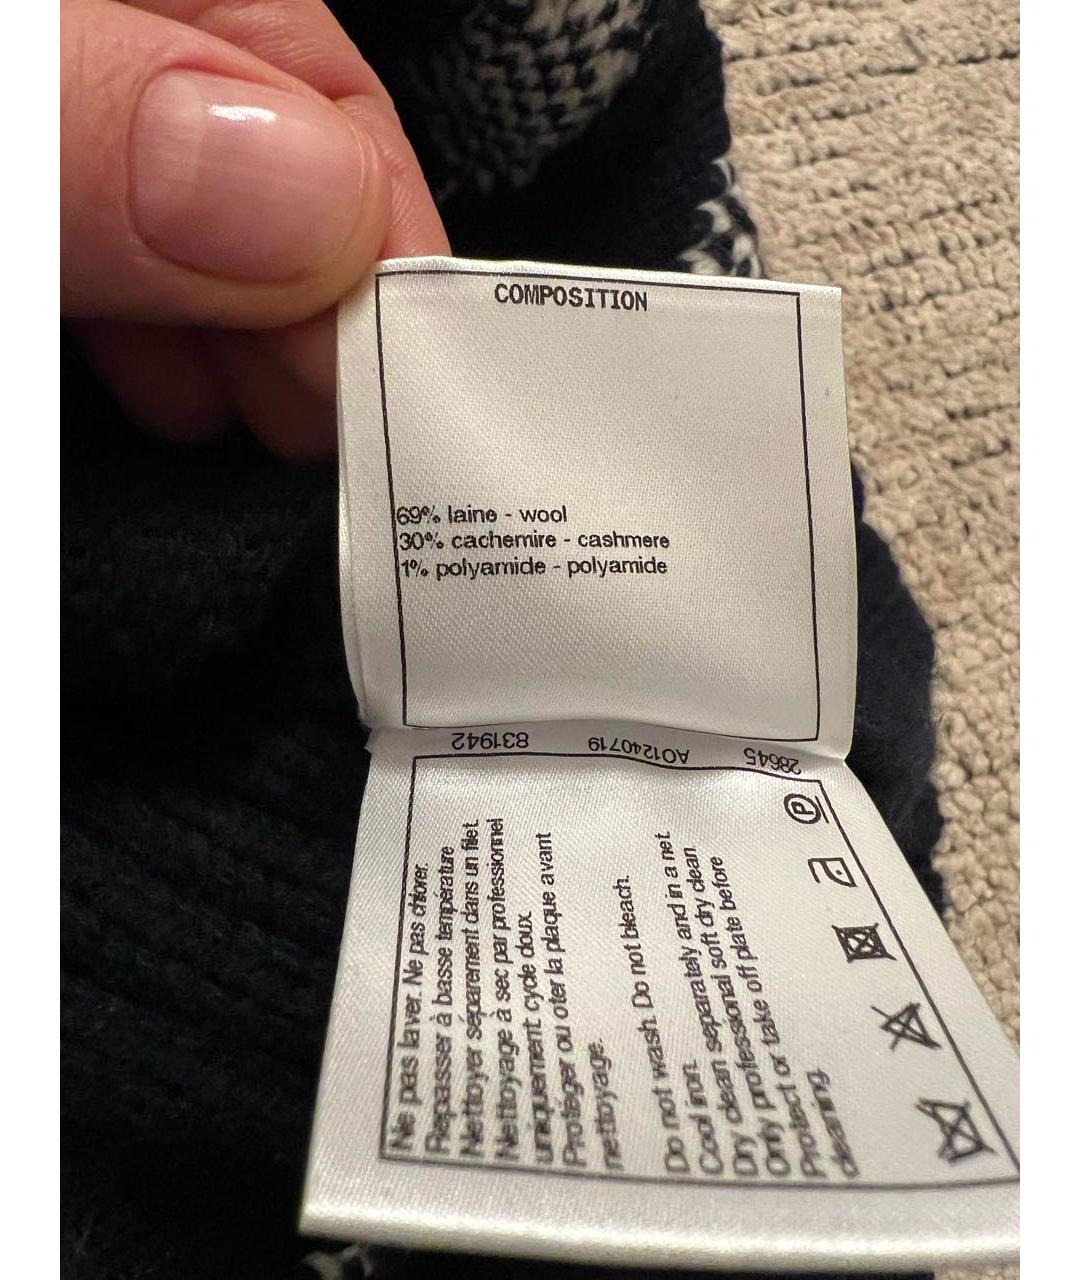 COMPOSITION
69% laine - wool
30% cachemire - cashmere
1% polyamide - polyamide
831942 A01240719 28645
Ne pas laver. Ne pas chlorer.
Repasser à basse température
Nettoyer séparement dans un filet.
Nettoyage à sec par professionnel
uniquement cycle doux.
Protéger ou oter la plaque avant
nettoyage.
Do not wash. Do not bleach.
Cool iron.
Dry clean separately and in a net.
Only professional soft dry clean.
Protect or take off plate before
cleaning.
P